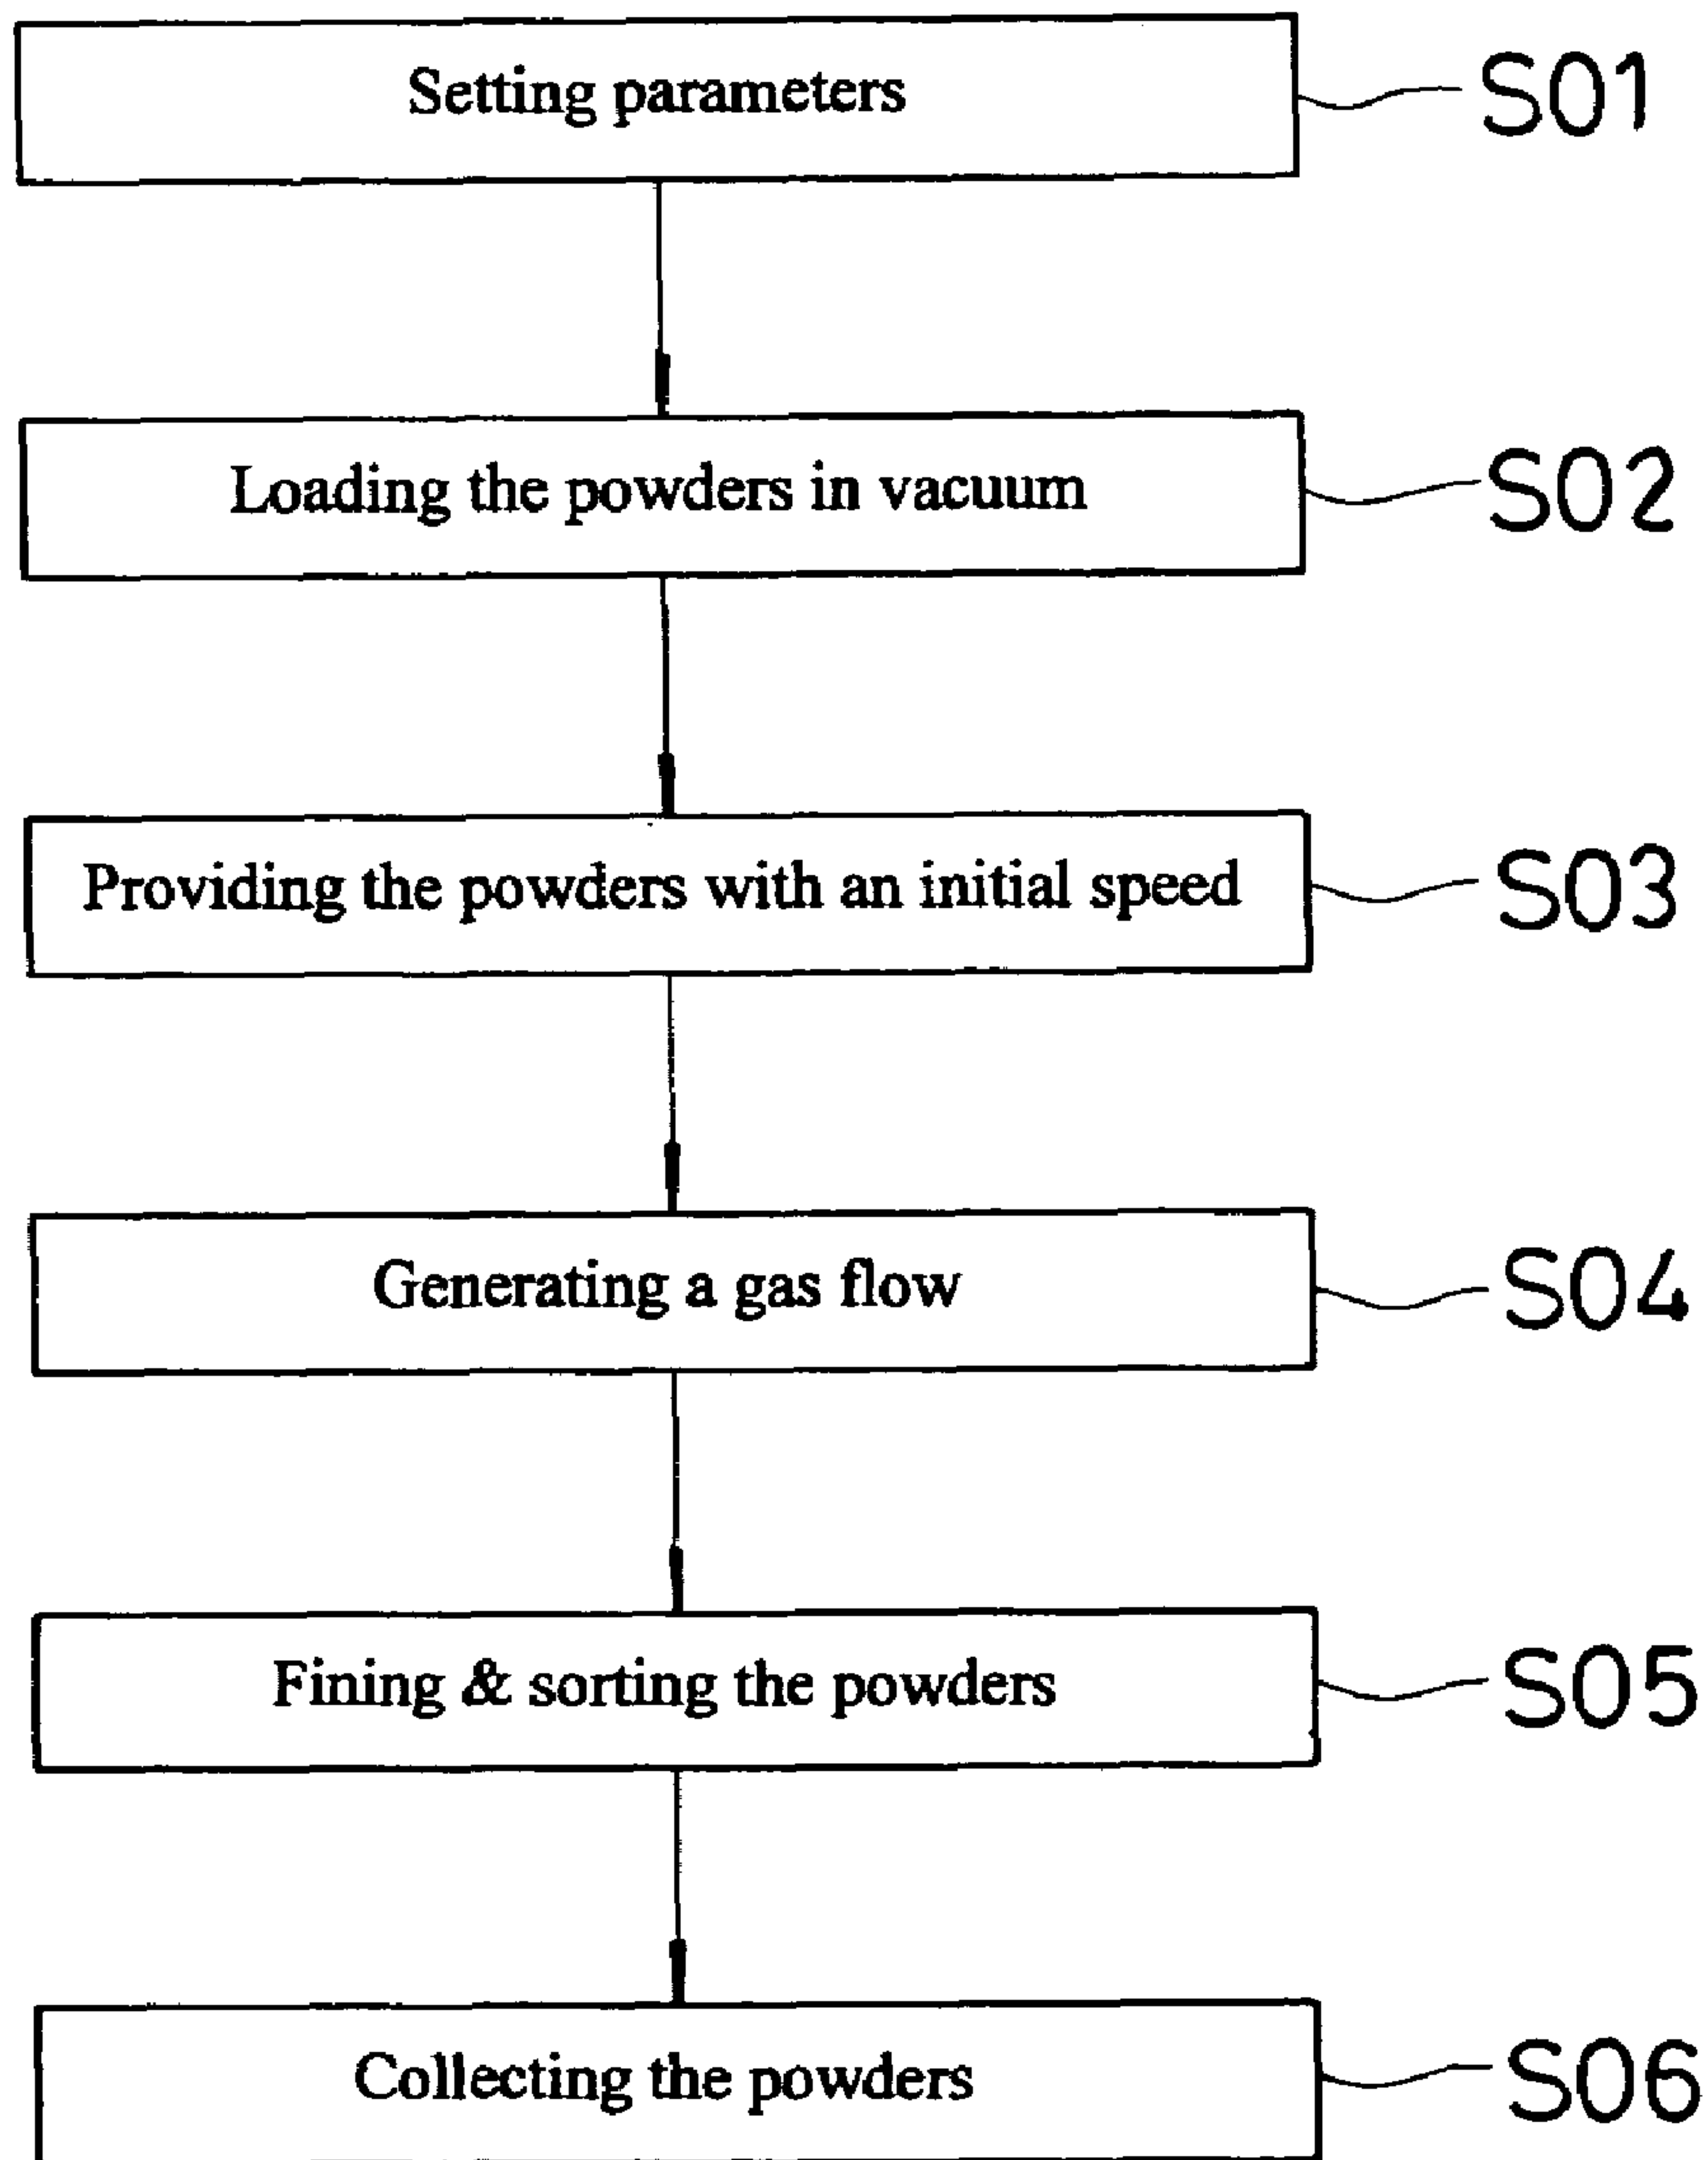 Setting parameters
S01
Loading the powders in vacuum
S02
Providing the powders with an initial speed
S03
Generating a gas flow
S04
Fining & sorting the powders
S05
Collecting the powders
S06